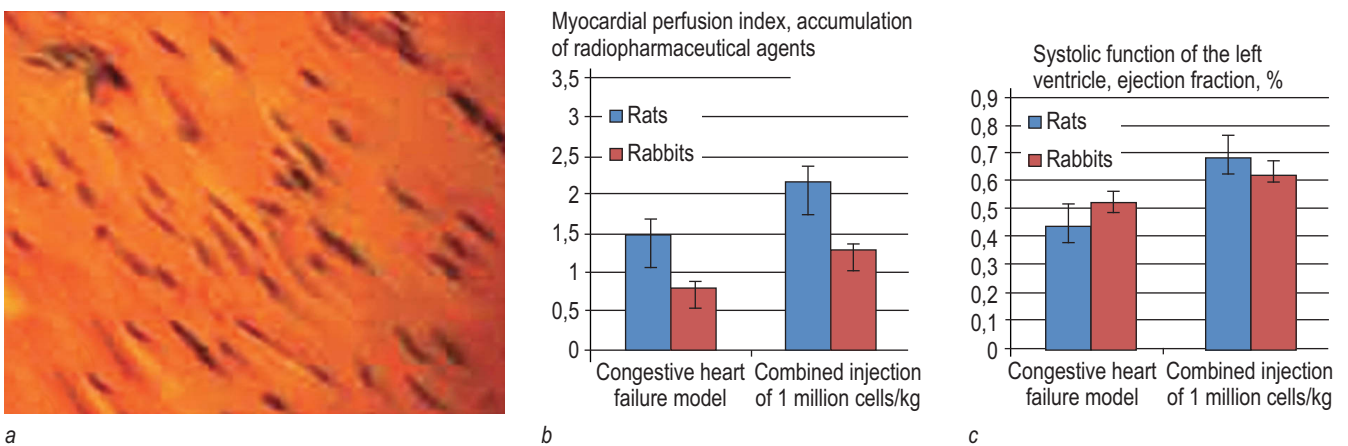 Myocardial perfusion index, accumulation
of radiopharmaceutical agents
3,5
3
2,5
2
1,5
1
0,5
0
Rats
Rabbits
Congestive heart
failure model
Combined injection
of 1 million cells/kg
Systolic function of the left
ventricle, ejection fraction, %
0,9
0,8
0,7
0,6
0,5
0,4
0,3
0,2
0,1
0
Rats
Rabbits
Congestive heart
failure model
Combined injection
of 1 million cells/kg
a
b
c